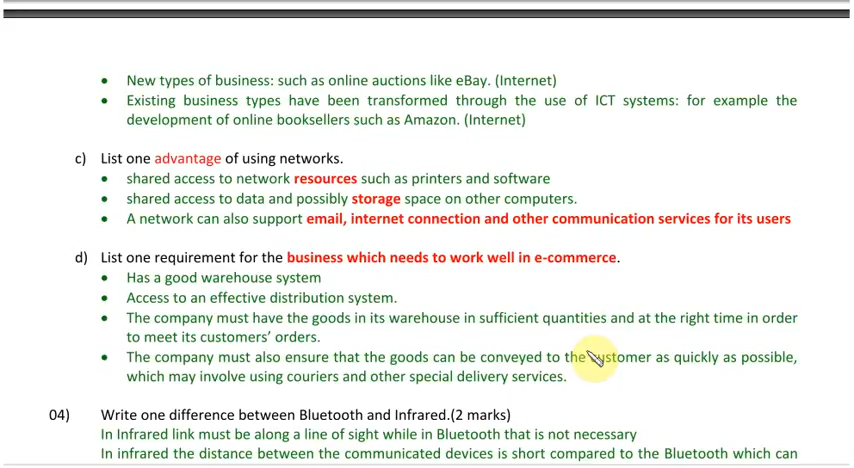 • New types of business: such as online auctions like eBay. (Internet)
• Existing business types have been transformed through the use of ICT systems: for example the
development of online booksellers such as Amazon. (Internet)
c) List one advantage of using networks.
• shared access to network resources such as printers and software
• shared access to data and possibly storage space on other computers.
• A network can also support email, internet connection and other communication services for its users
d) List one requirement for the business which needs to work well in e-commerce.
• Has a good warehouse system
• Access to an effective distribution system.
• The company must have the goods in its warehouse in sufficient quantities and at the right time in order
to meet its customers’ orders.
• The company must also ensure that the goods can be conveyed to the customer as quickly as possible,
which may involve using couriers and other special delivery services.
04) Write one difference between Bluetooth and Infrared.(2 marks)
In Infrared link must be along a line of sight while in Bluetooth that is not necessary
In infrared the distance between the communicated devices is short compared to the Bluetooth which can